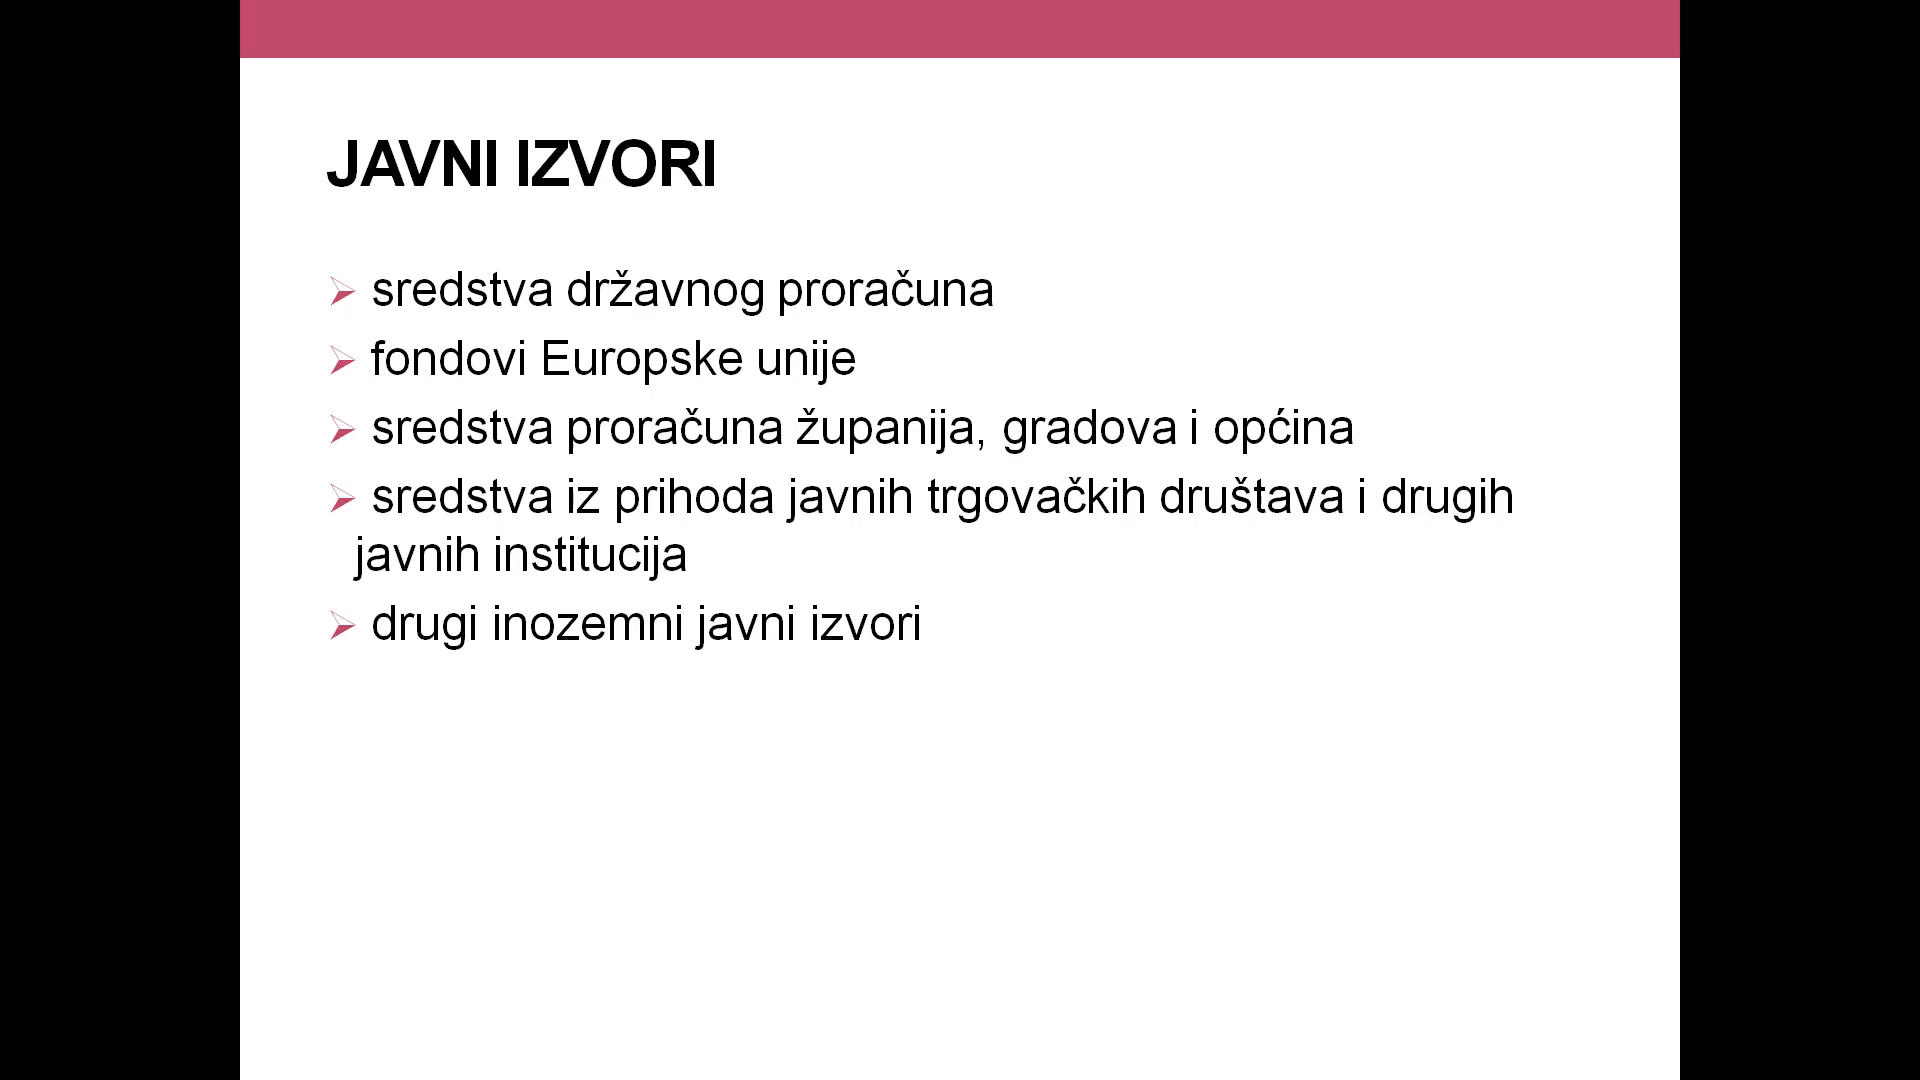 JAVNI IZVORI
sredstva državnog proračuna
fondovi Europske unije
sredstva proračuna županija, gradova i općina
sredstva iz prihoda javnih trgovačkih društava i drugih
javnih institucija
drugi inozemni javni izvori